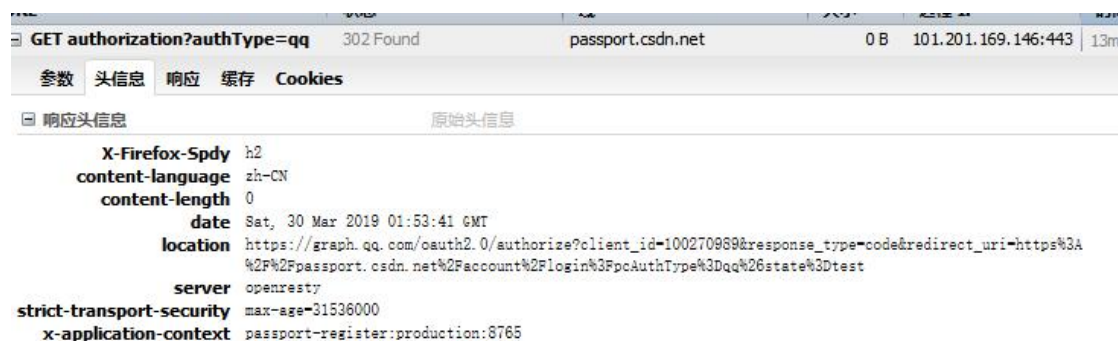 状态
GET authorization?authType=qq 302 Found passport.csdn.net 0 B 101.201.169.146:443 13m
参数 头信息 响应 缓存 Cookies
响应头信息 原始头信息
X-Firefox-Spdy h2
content-language zh-CN
content-length 0
date Sat, 30 Mar 2019 01:53:41 GMT
location https://graph.qq.com/oauth2.0/authorize?client_id=100270989&response_type=code&redirect_uri=https%3A
%2F%2Fpassport.csdn.net%2Faccount%2Flogin%3FpcAuthType%3Dqq%26state%3Dtest
server openresty
strict-transport-security max-age=31536000
x-application-context passport-register:production:8765